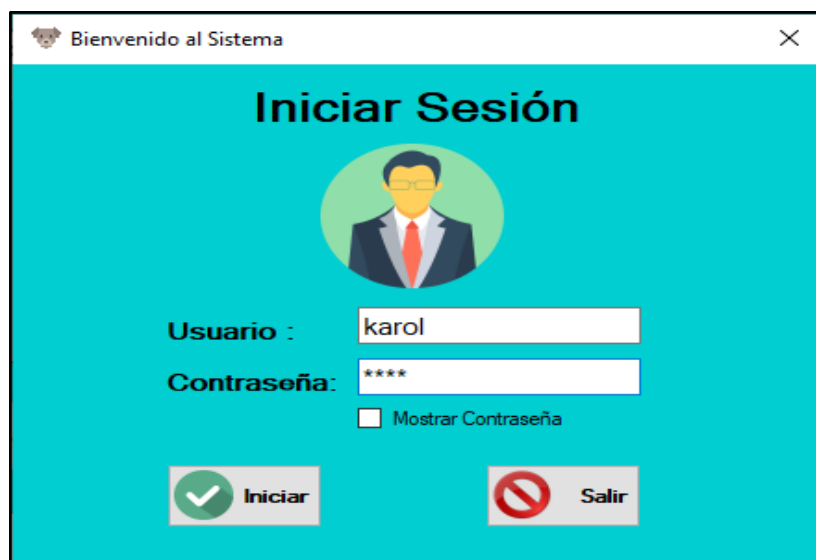 Bienvenido al Sistema
Iniciar Sesión
Usuario :
karol
Contraseña:
****
Mostrar Contraseña
Iniciar
Salir